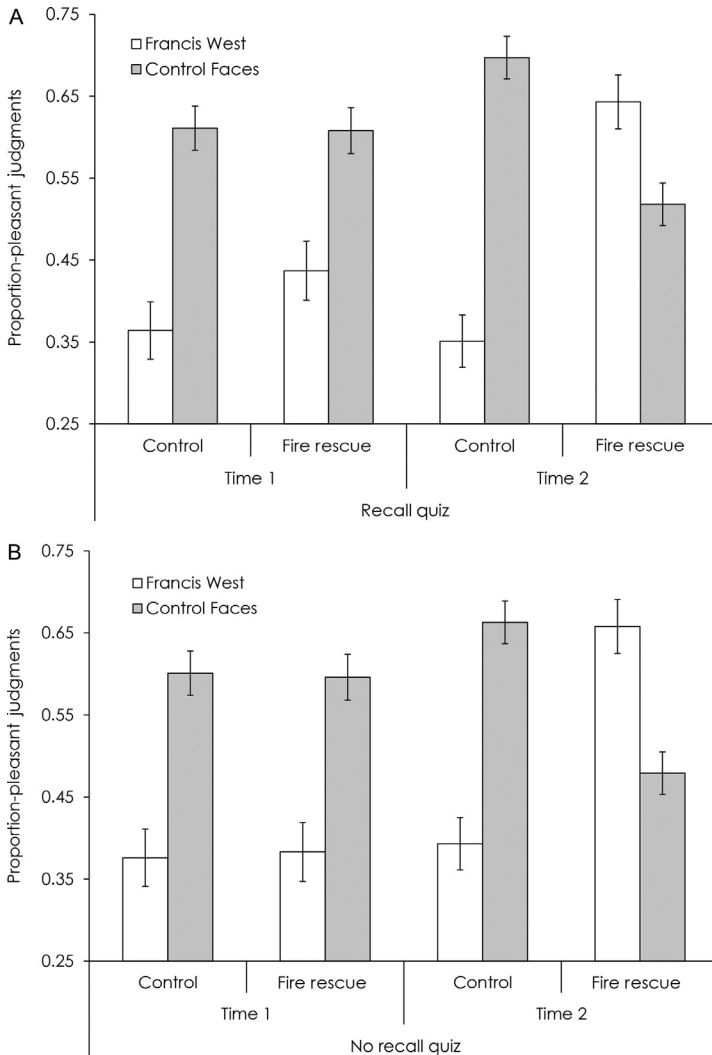 A
Proportion-pleasant judgments
0.75
0.65
0.55
0.45
0.35
0.25
Francis West
Control Faces
Control Fire rescue Control Fire rescue
Time 1 Time 2
Recall quiz
B
Proportion-pleasant judgments
0.75
0.65
0.55
0.45
0.35
0.25
Francis West
Control Faces
Control Fire rescue Control Fire rescue
Time 1 Time 2
No recall quiz